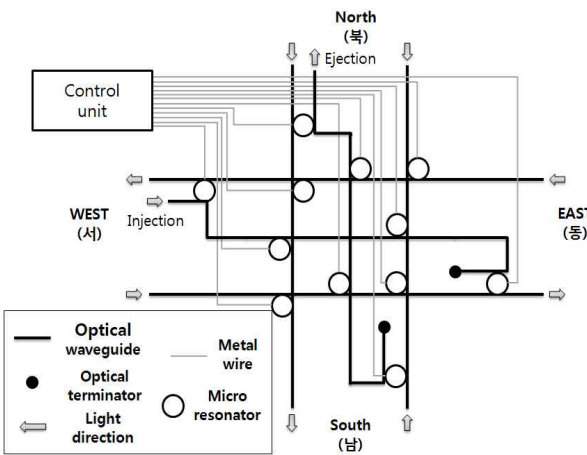 North
(북)
Ejection
Control
unit
WEST
(서)
Injection
EAST
(동)
Optical
waveguide
Metal
wire
Optical
terminator
Micro
resonator
Light
direction
South
(남)